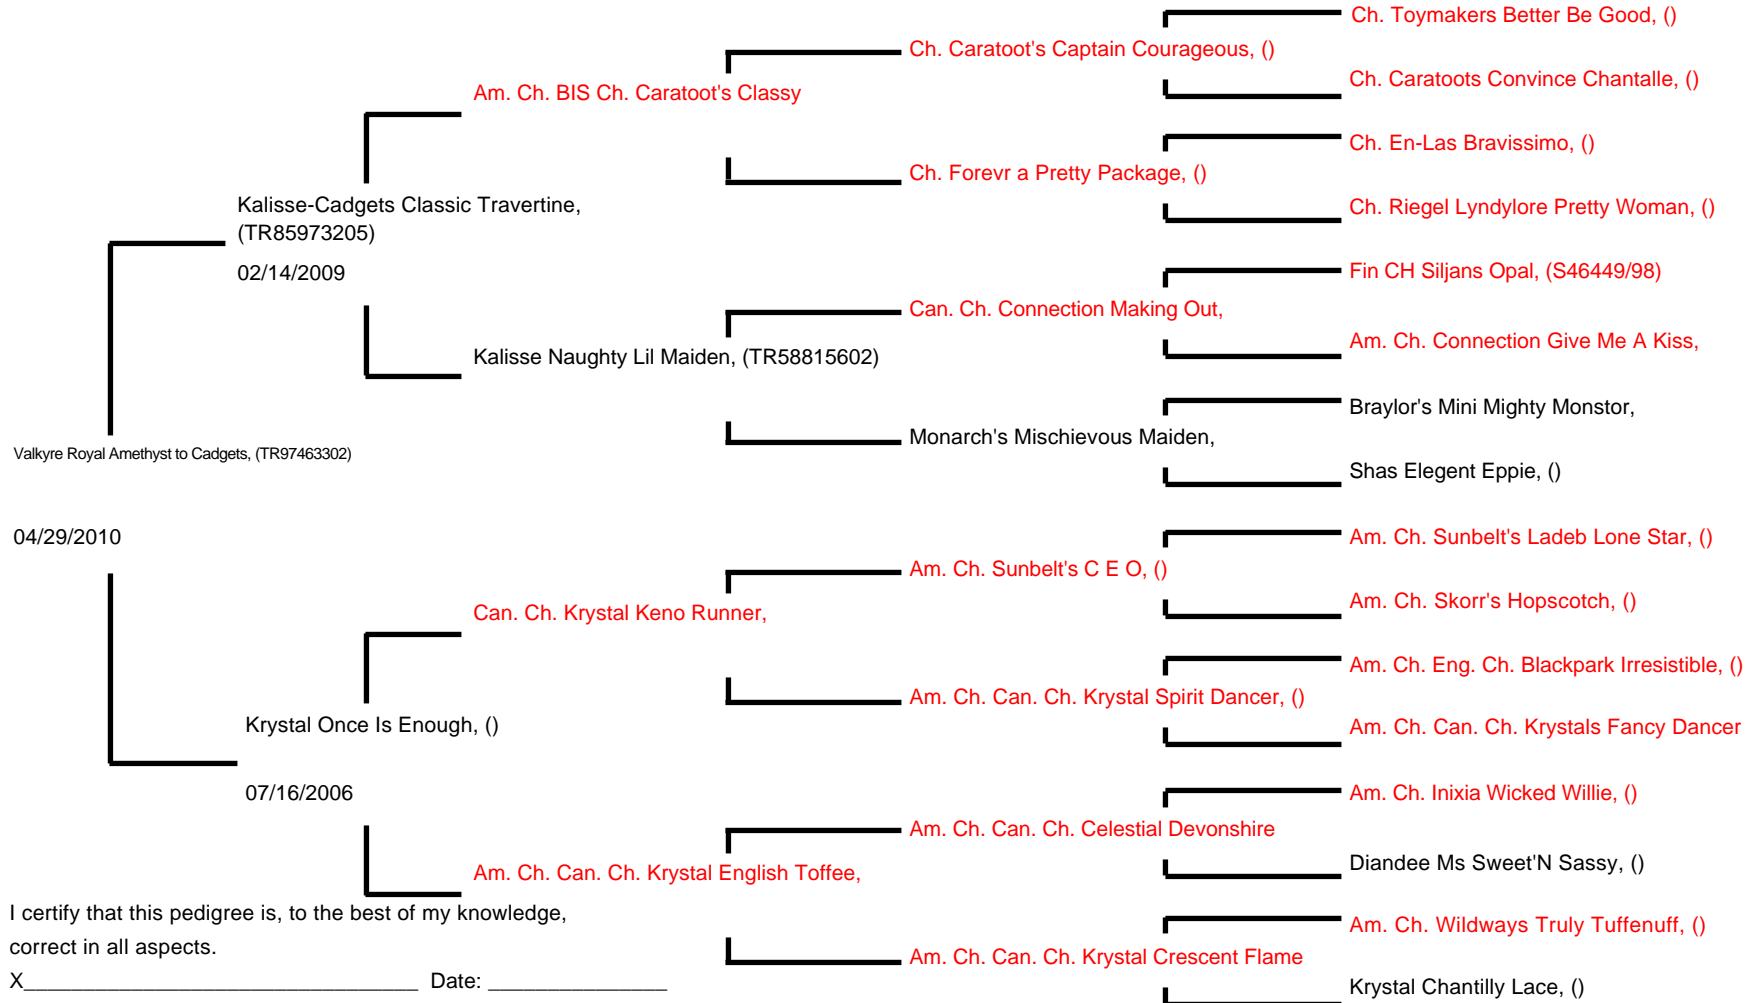 Ch. Toymakers Better Be Good, ()
Ch. Caratoot's Captain Courageous, ()
Ch. Caratoots Convince Chantalle, ()
Am. Ch. BIS Ch. Caratoot's Classy
Ch. En-Las Bravissimo, ()
Ch. Forevr a Pretty Package, ()
Ch. Riegel Lyndylore Pretty Woman, ()
Kalisse-Cadgets Classic Travertine,
(TR85973205)
02/14/2009
Fin CH Siljans Opal, (S46449/98)
Can. Ch. Connection Making Out,
Am. Ch. Connection Give Me A Kiss,
Kalisse Naughty Lil Maiden, (TR58815602)
Braylor's Mini Mighty Monstor,
Monarch's Mischievous Maiden,
Shas Elegent Eppie, ()
Valkyre Royal Amethyst to Cadgets, (TR97463302)
04/29/2010
Am. Ch. Sunbelt's Ladeb Lone Star, ()
Am. Ch. Sunbelt's C E O, ()
Am. Ch. Skorr's Hopscotch, ()
Can. Ch. Krystal Keno Runner,
Am. Ch. Eng. Ch. Blackpark Irresistible, ()
Am. Ch. Can. Ch. Krystal Spirit Dancer, ()
Am. Ch. Can. Ch. Krystals Fancy Dancer
Krystal Once Is Enough, ()
07/16/2006
Am. Ch. Inixia Wicked Willie, ()
Am. Ch. Can. Ch. Celestial Devonshire
Diandee Ms Sweet'N Sassy, ()
Am. Ch. Can. Ch. Krystal English Toffee,
Am. Ch. Wildways Truly Tuffenuff, ()
Am. Ch. Can. Ch. Krystal Crescent Flame
Krystal Chantilly Lace, ()
I certify that this pedigree is, to the best of my knowledge,
correct in all aspects.
X_________________________________ Date: _______________